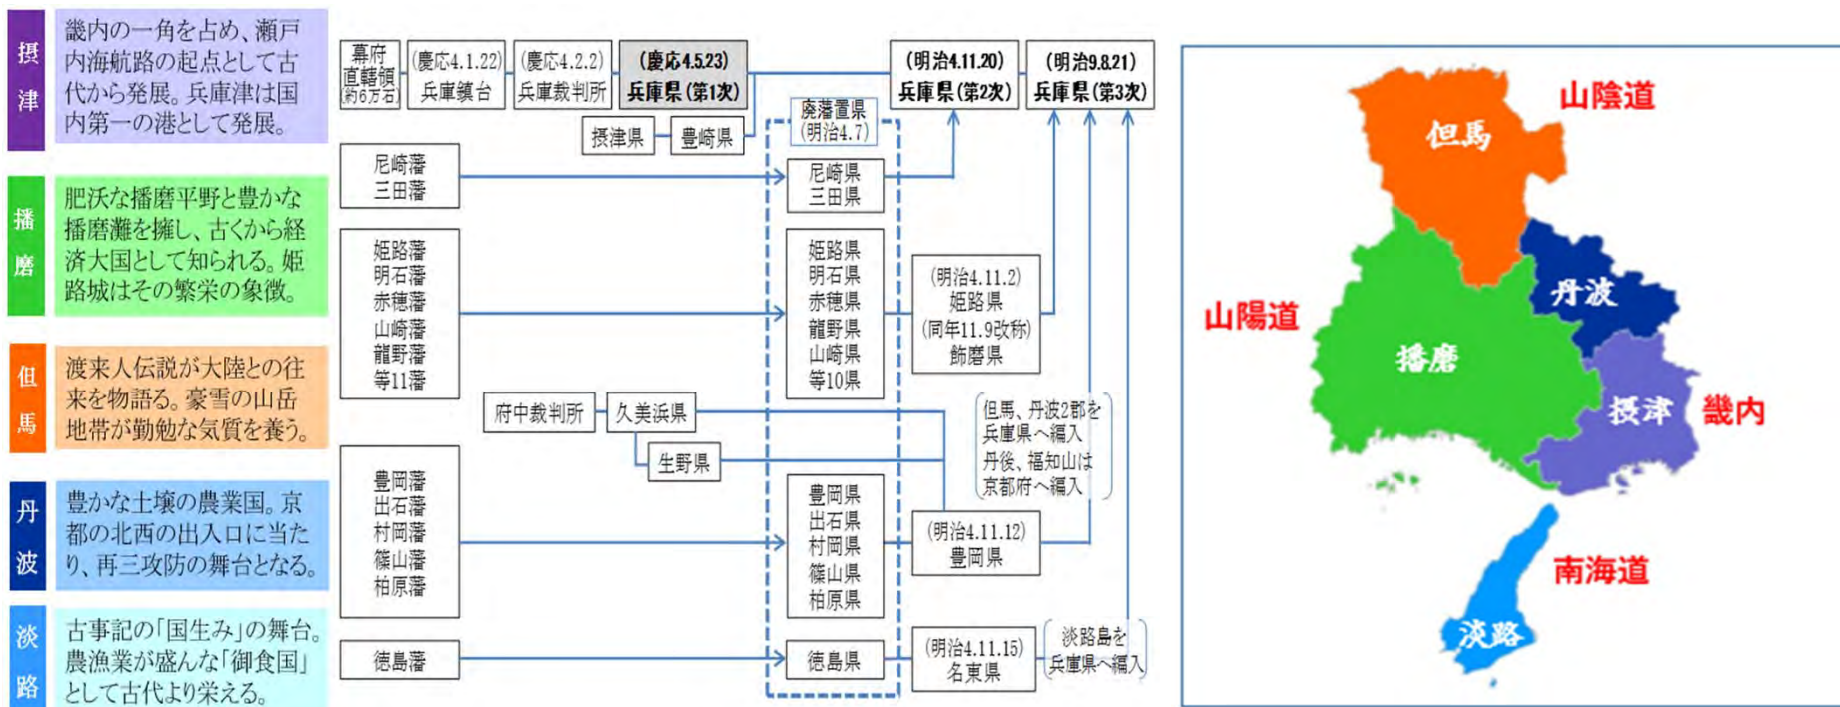 摂津
畿内の一角を占め、瀬戸
内海航路の起点として古
代から発展。兵庫津は国
内第一の港として発展。
播磨
肥沃な播磨平野と豊かな
播磨灘を擁し、古くから経
済大国として知られる。姫
路城はその繁栄の象徴。
但馬
渡来人伝説が大陸との往
来を物語る。豪雪の山岳
地帯が勤勉な気質を養う。
丹波
豊かな土壌の農業国。京
都の北西の出入口に当た
り、再三攻防の舞台となる。
淡路
古事記の「国生み」の舞台。
農漁業が盛んな「御食国」
として古代より栄える。
幕府
直轄領
(約6万石)
(慶応4.1.22)
兵庫鎮台
(慶応4.2.2)
兵庫裁判所
(慶応4.5.23)
兵庫県(第1次)
(明治4.11.20)
兵庫県(第2次)
(明治9.8.21)
兵庫県(第3次)
摂津県
豊崎県
廃藩置県
(明治4.7)
尼崎藩
三田藩
尼崎県
三田県
姫路藩
明石藩
赤穂藩
山崎藩
龍野藩
等11藩
姫路県
明石県
赤穂県
龍野県
山崎県
等10県
(明治4.11.2)
姫路県
(同年11.9改称)
飾磨県
府中裁判所
久美浜県
生野県
但馬、丹波2郡を
兵庫県へ編入
丹後、福知山は
京都府へ編入
豊岡藩
出石藩
村岡藩
篠山藩
柏原藩
豊岡県
出石県
村岡県
篠山県
柏原県
(明治4.11.12)
豊岡県
徳島藩
徳島県
(明治4.11.15)
名東県
淡路島を
兵庫県へ編入
山陰道
但馬
丹波
山陽道
播磨
摂津
畿内
南海道
淡路